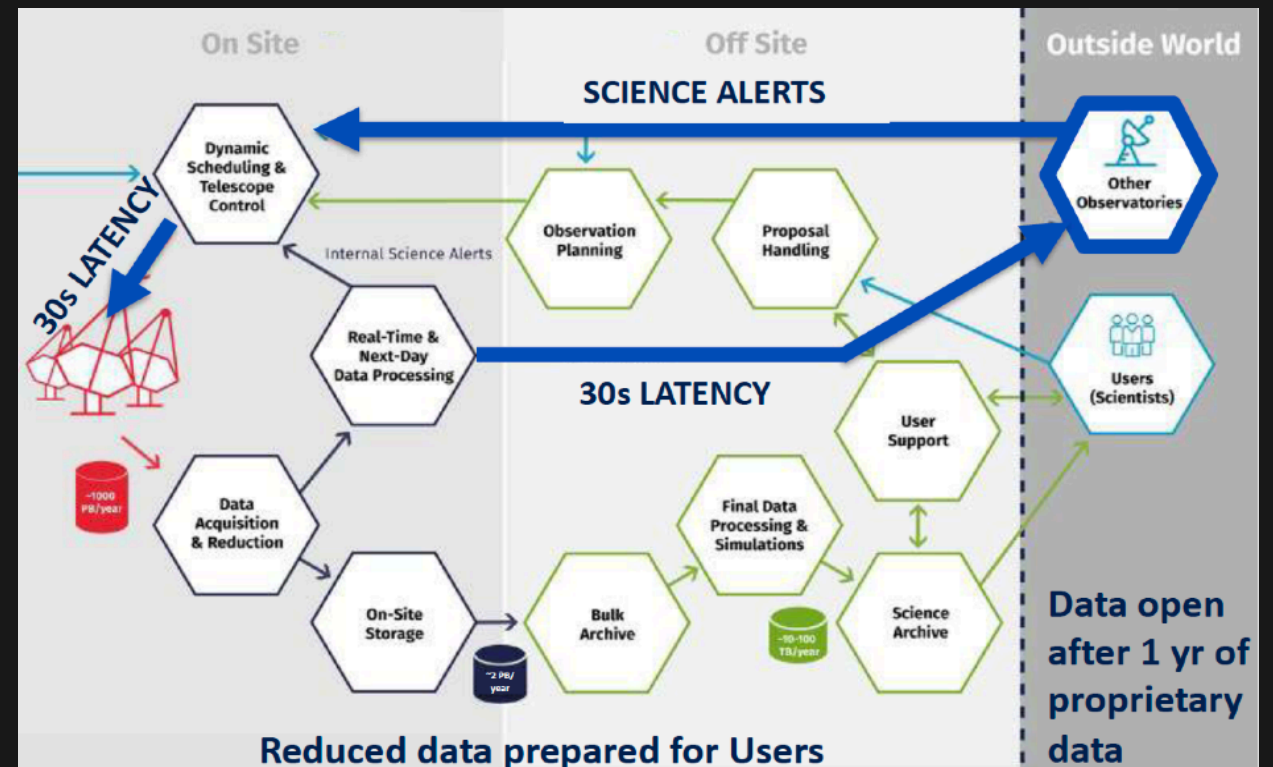 On Site
Off Site
Outside World
SCIENCE ALERTS
Dynamic
Scheduling &
Telescope
Control
Other
Observatories
Observation
Planning
Proposal
Handling
30s LATENCY
Internal Science Alerts
Real-Time &
Next-Day
Data Processing
30s LATENCY
Users
(Scientists)
User
Support
~1000
PB/year
Data
Acquisition
& Reduction
Final Data
Processing &
Simulations
On-Site
Storage
~2 PB/
year
Bulk
Archive
~10-100
TB/year
Science
Archive
Data open
after 1 yr of
proprietary
data
Reduced data prepared for Users